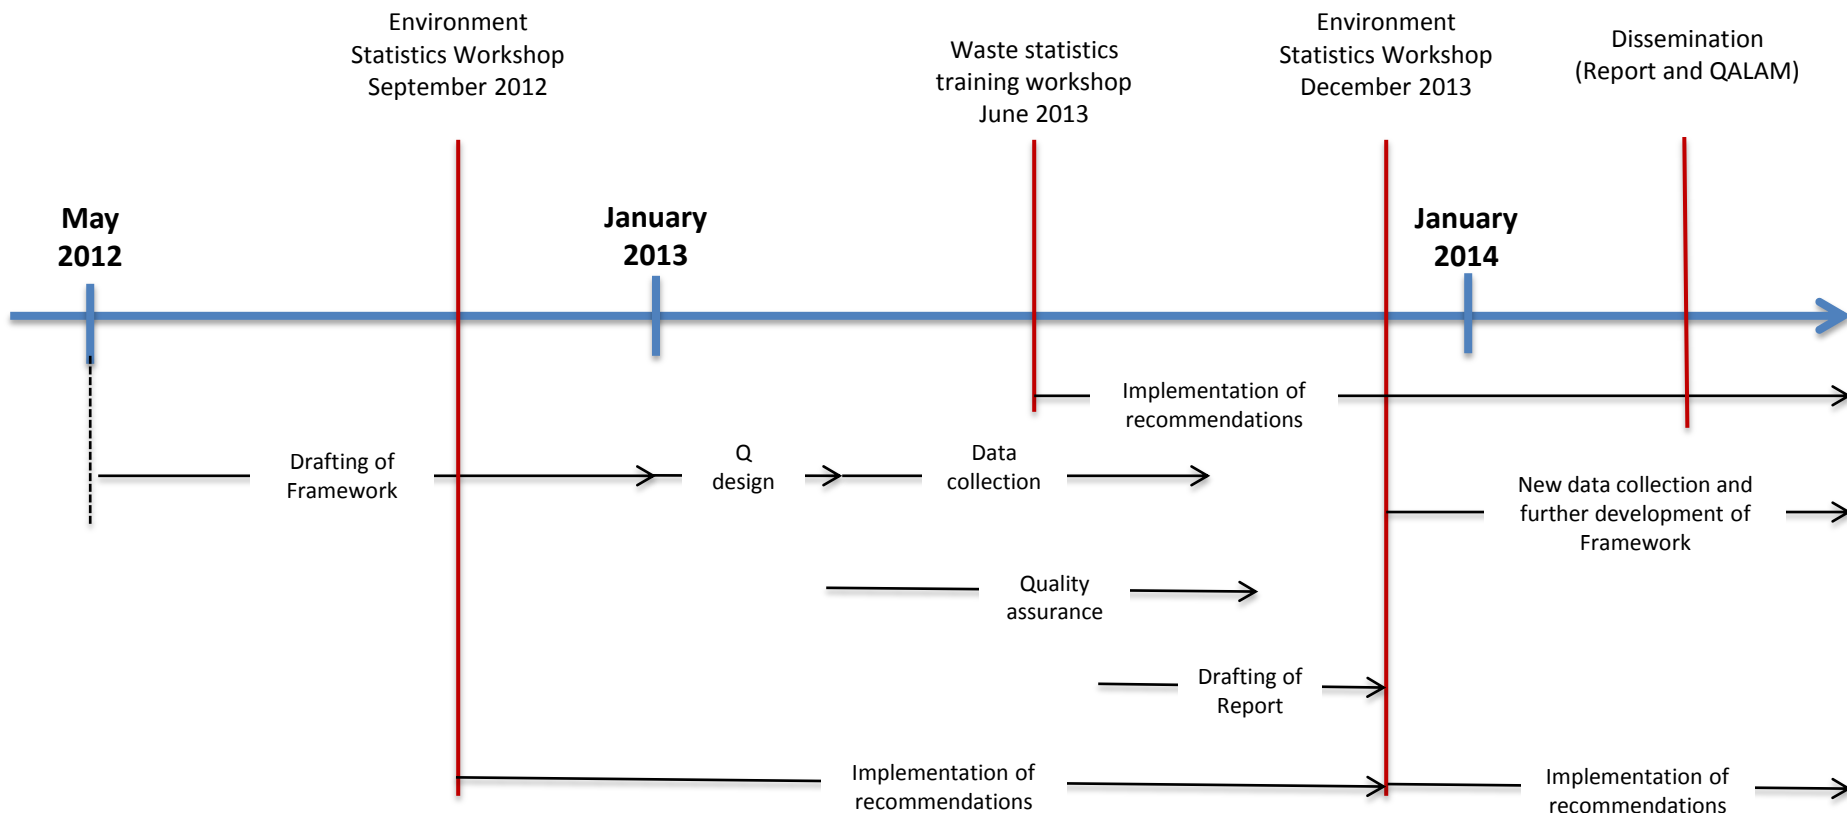 Environment
Statistics Workshop
September 2012
Waste statistics
training workshop
June 2013
Environment
Statistics Workshop
December 2013
Dissemination
(Report and QALAM)
May
2012
January
2013
January
2014
Implementation of
recommendations
Drafting of
Framework
Q
design
Data
collection
New data collection and
further development of
Framework
Quality
assurance
Drafting of
Report
Implementation of
recommendations
Implementation of
recommendations